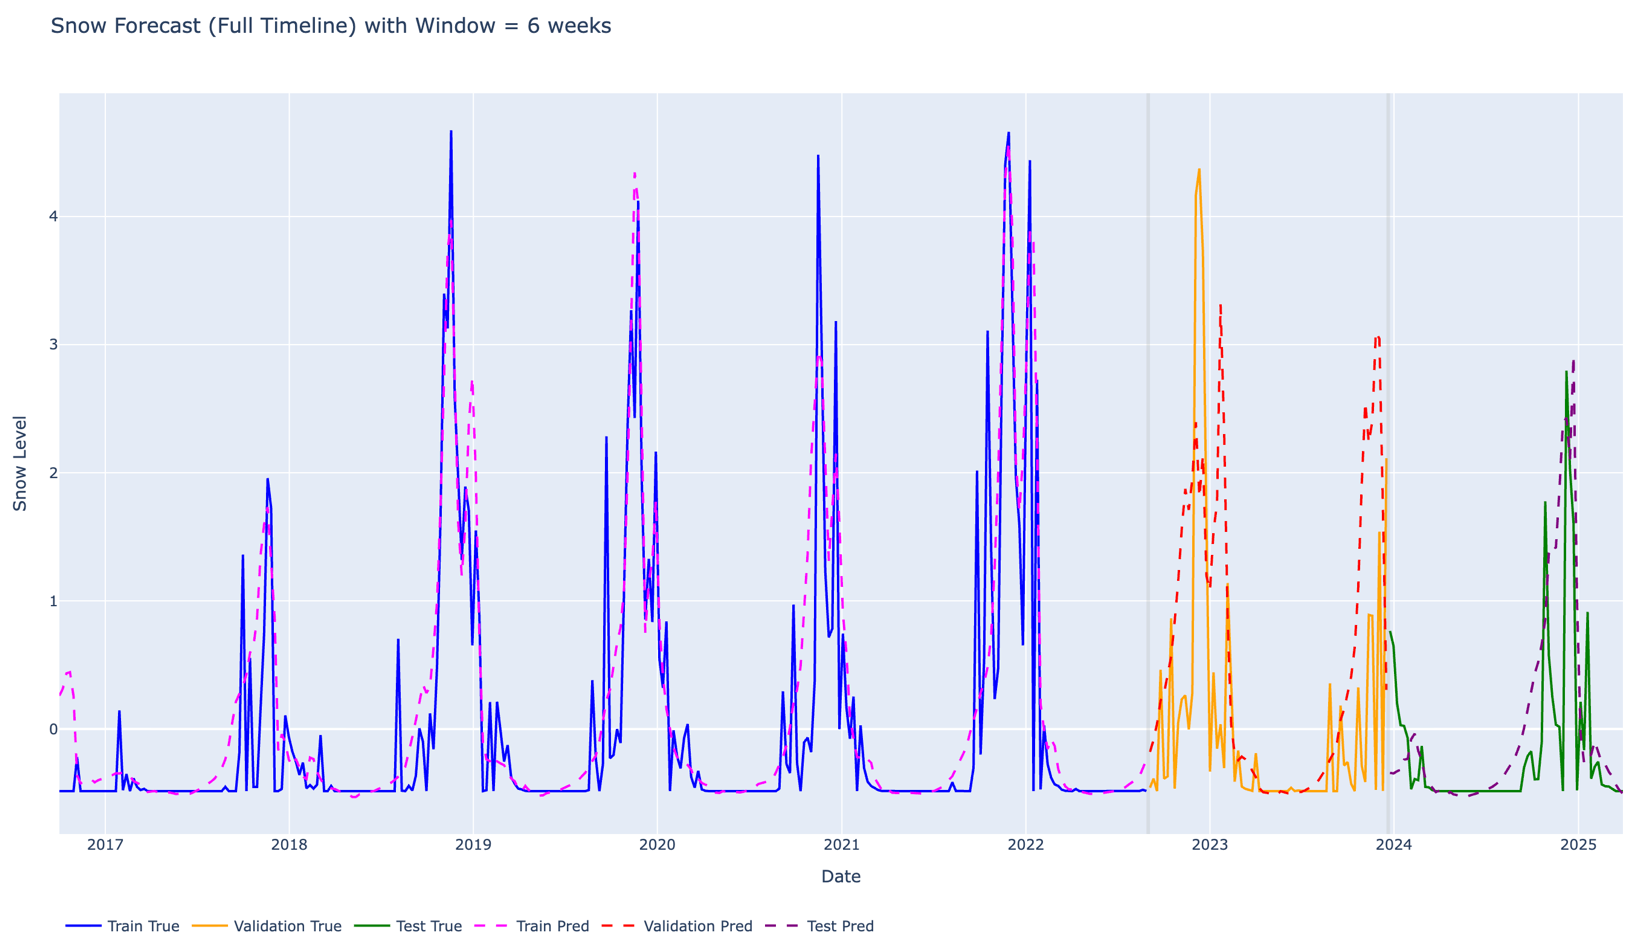 Snow Forecast (Full Timeline) with Window = 6 weeks
4
3
2
1
0
Snow Level
2017 2018 2019 2020 2021 2022 2023 2024 2025
Date
Train True Validation True Test True Train Pred Validation Pred Test Pred